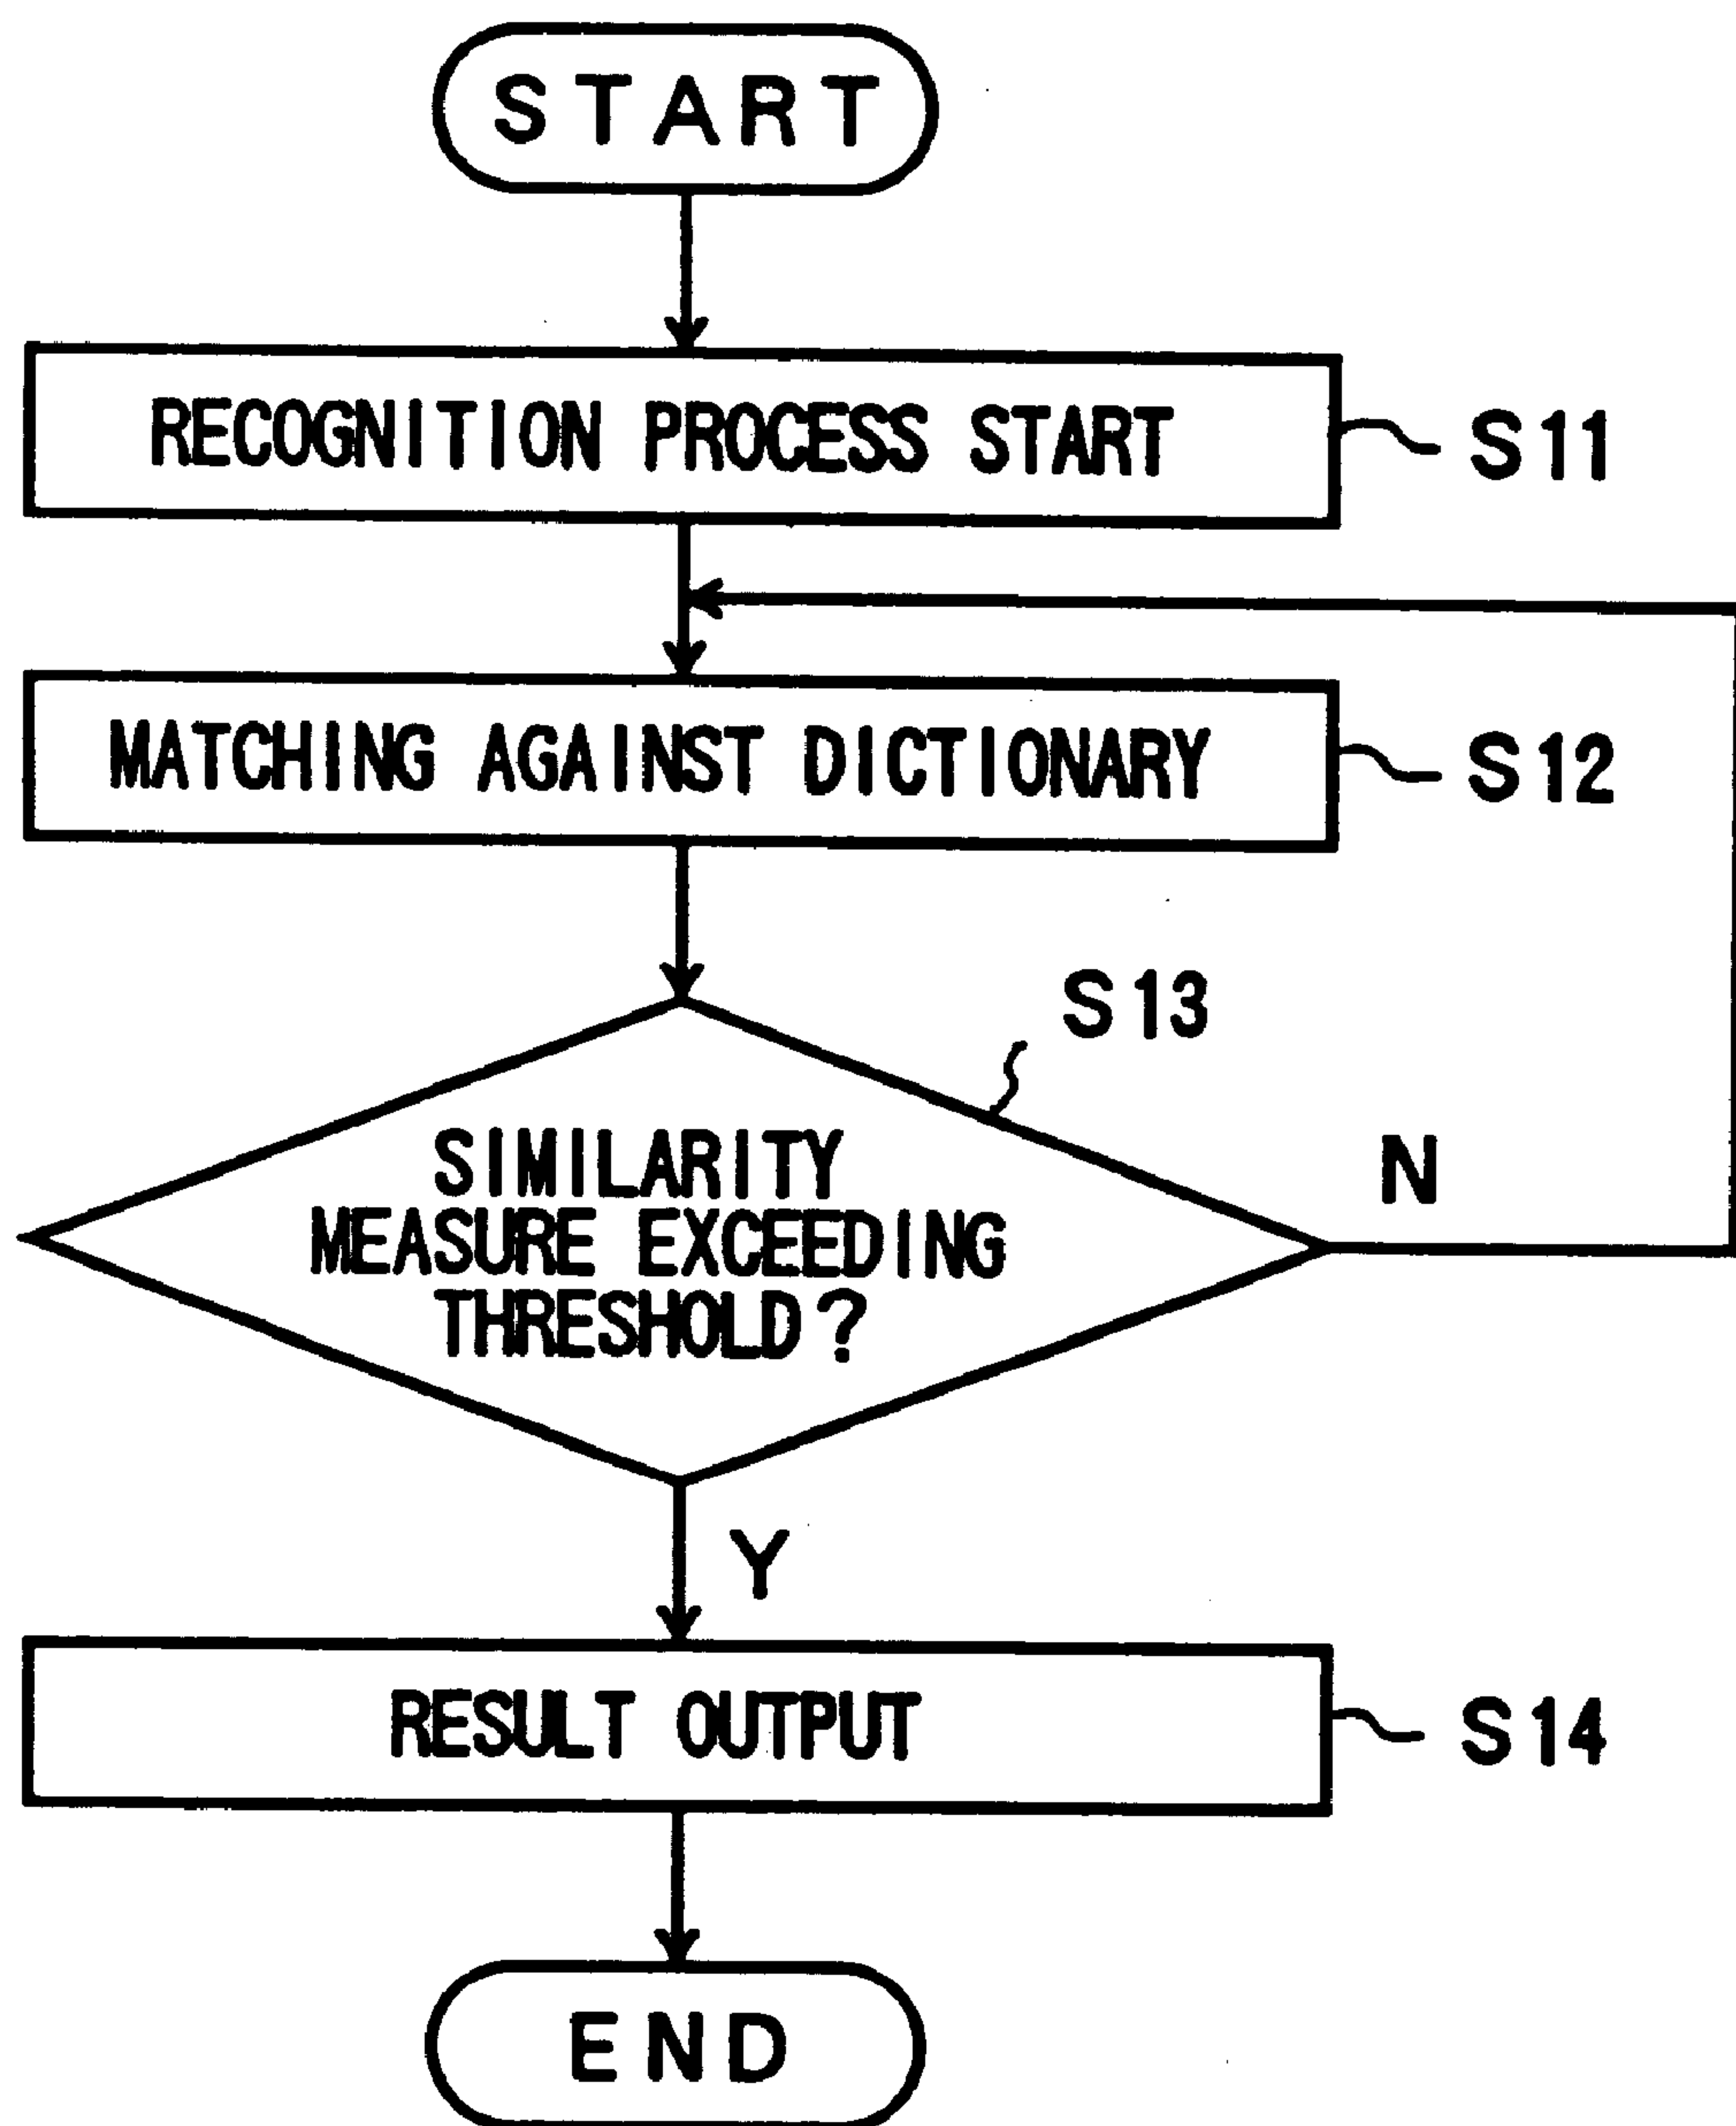 START
RECOGNITION PROCESS START
S11
MATCHING AGAINST DICTIONARY
S12
S13
SIMILARITY
MEASURE EXCEEDING
THRESHOLD?
N
Y
RESULT OUTPUT
S14
END